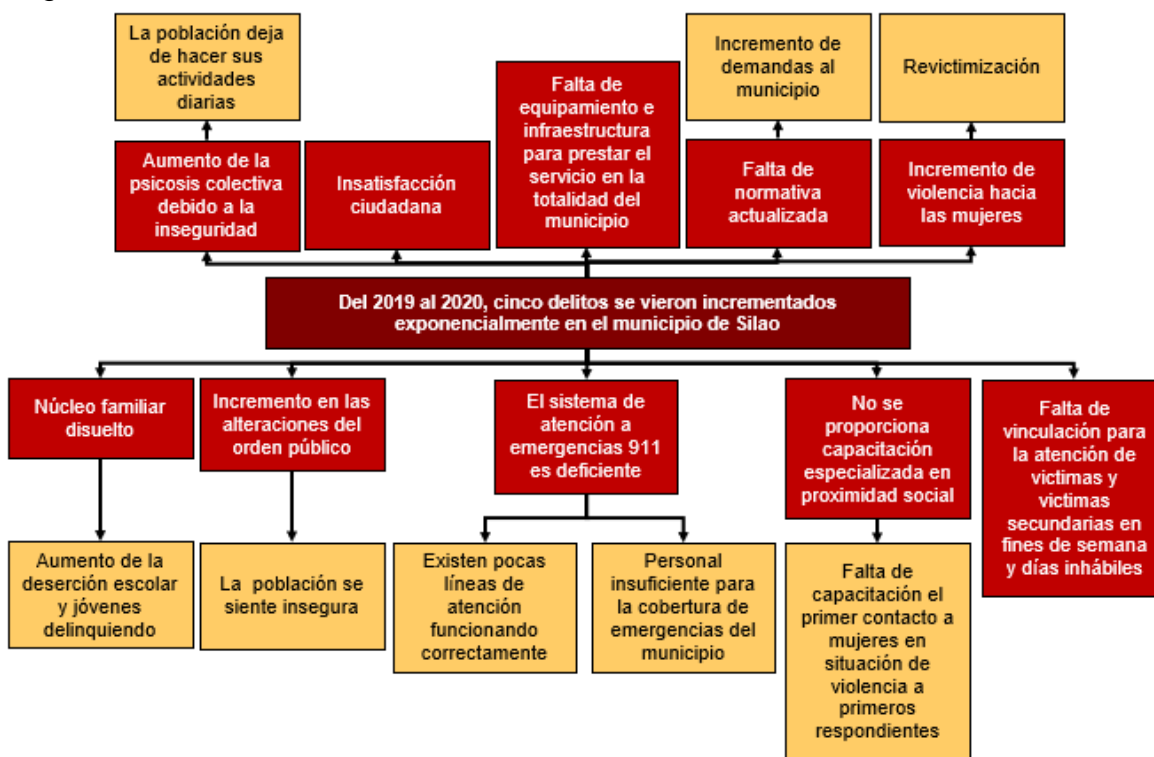 La población deja
de hacer sus
actividades
diarias
Incremento de
demandas al
municipio
Revictimización
Aumento de la
psicosis colectiva
debido a la
inseguridad
Insatisfacción
ciudadana
Falta de
equipamiento e
infraestructura
para prestar el
servicio en la
totalidad del
municipio
Falta de
normativa
actualizada
Incremento de
violencia hacia
las mujeres
Del 2019 al 2020, cinco delitos se vieron incrementados
exponencialmente en el municipio de Silao
Núcleo familiar
disuelto
Incremento en las
alteraciones del
orden público
El sistema de
atención a
emergencias 911
es deficiente
No se
proporciona
capacitación
especializada en
proximidad social
Falta de
vinculación para
la atención de
victimas y
victimas
secundarias en
fines de semana
y días inhábiles
Aumento de la
deserción escolar
y jóvenes
delinquiendo
La población se
siente insegura
Existen pocas
líneas de
atención
funcionando
correctamente
Personal
insuficiente para
la cobertura de
emergencias del
municipio
Falta de
capacitación el
primer contacto a
mujeres en
situación de
violencia a
primeros
respondientes